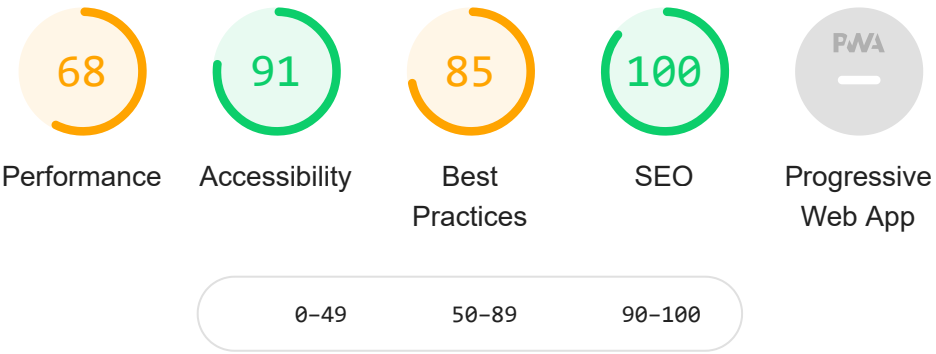 68 91 85 100 PWA
Performance Accessibility Best Practices SEO Progressive Web App
0–49 50–89 90–100